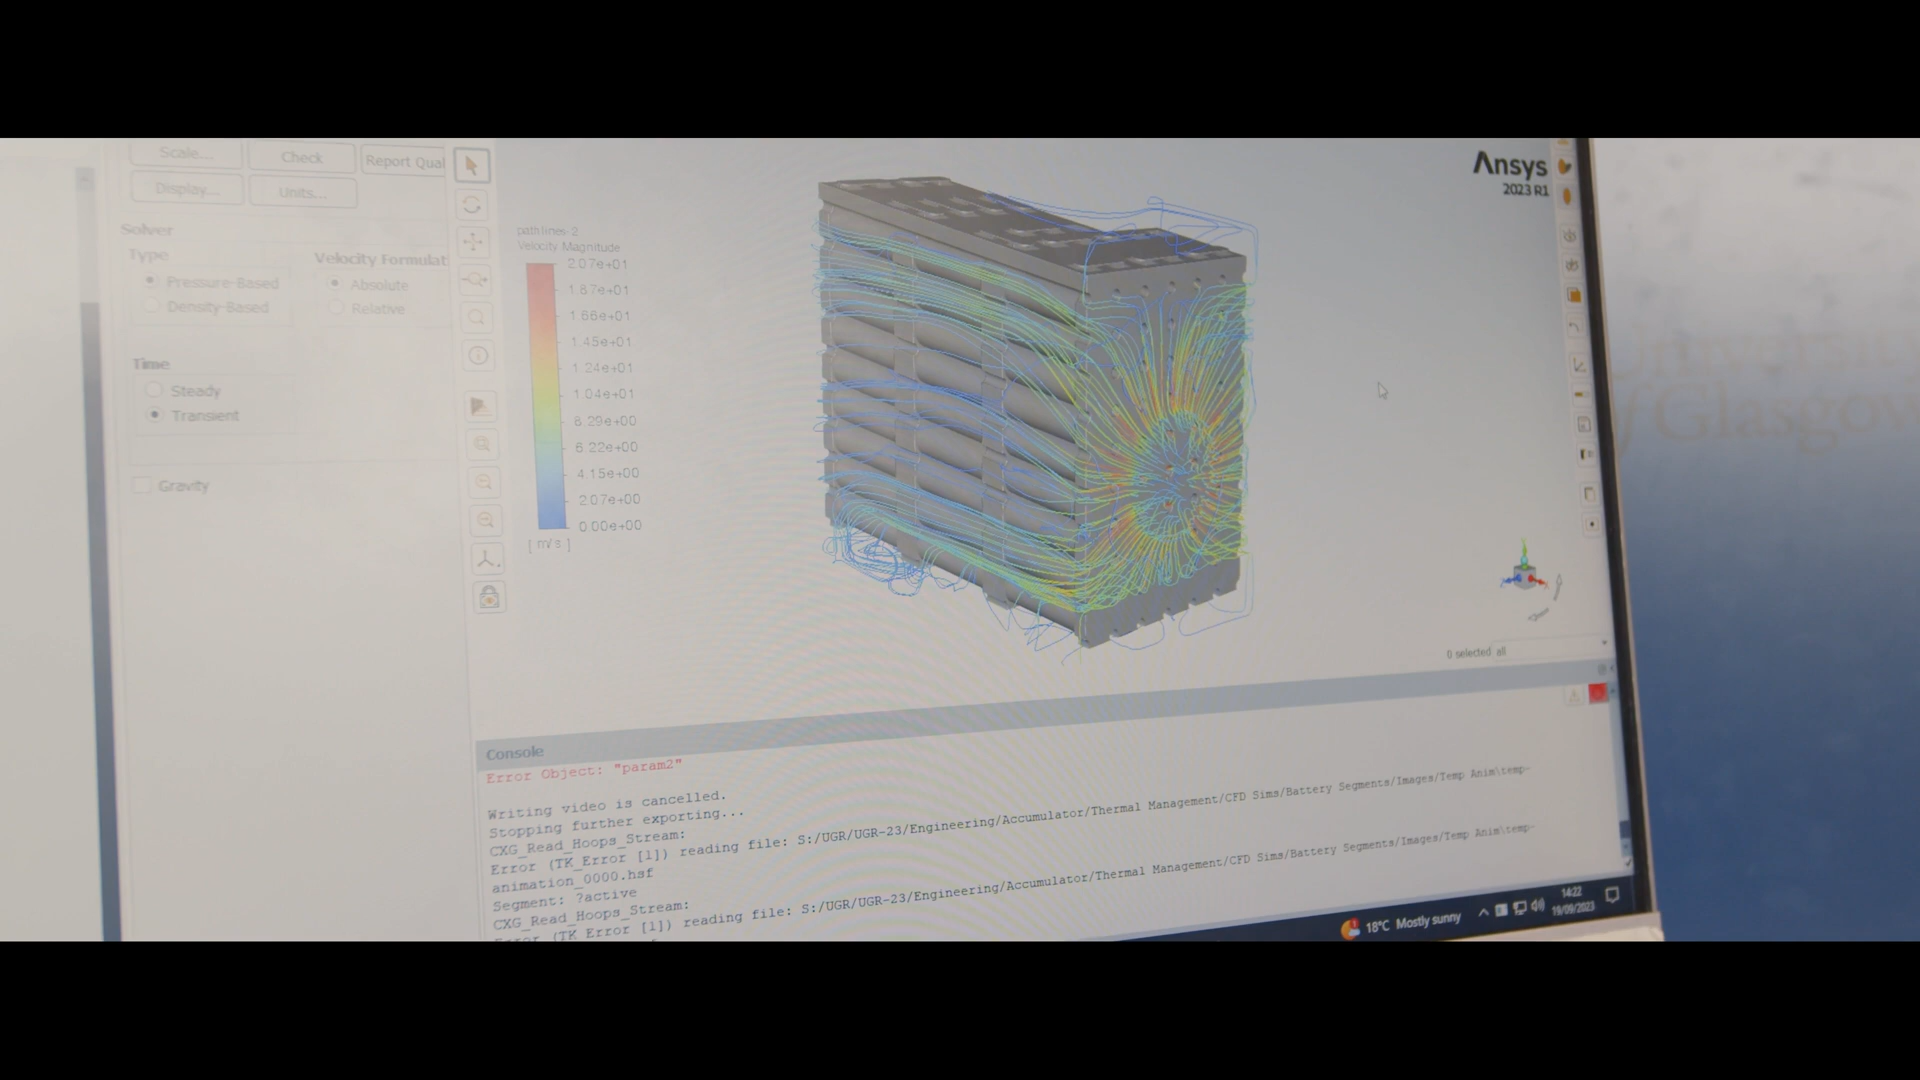 Scale...
Check
Report Qual
Display...
Units...
Solver
Type
Velocity Formulat
Pressure-Based
Absolute
Density-Based
Relative
Time
Steady
Transient
Gravity
pathlines-2
Velocity Magnitude
2.07e+01
1.87e+01
1.66e+01
1.45e+01
1.24e+01
1.04e+01
8.29e+00
6.22e+00
4.15e+00
2.07e+00
0.00e+00
[ m/s ]
Ansys
2023 R1
University
of Glasgow
0 selected all
Console
Error Object: "param2"
Writing video is cancelled.
Stopping further exporting...
CXG_Read_Hoops_Stream:
Error (TK_Error [1]) reading file: S:/UGR/UGR-23/Engineering/Accumulator/Thermal Management/CFD Sims/Battery Segments/Images/Temp Anim\temp-
animation_0000.hsf
Segment: ?active
CXG_Read_Hoops_Stream:
Error (TK_Error [1]) reading file: S:/UGR/UGR-23/Engineering/Accumulator/Thermal Management/CFD Sims/Battery Segments/Images/Temp Anim\temp-
18°C Mostly sunny
14:22
19/09/2023